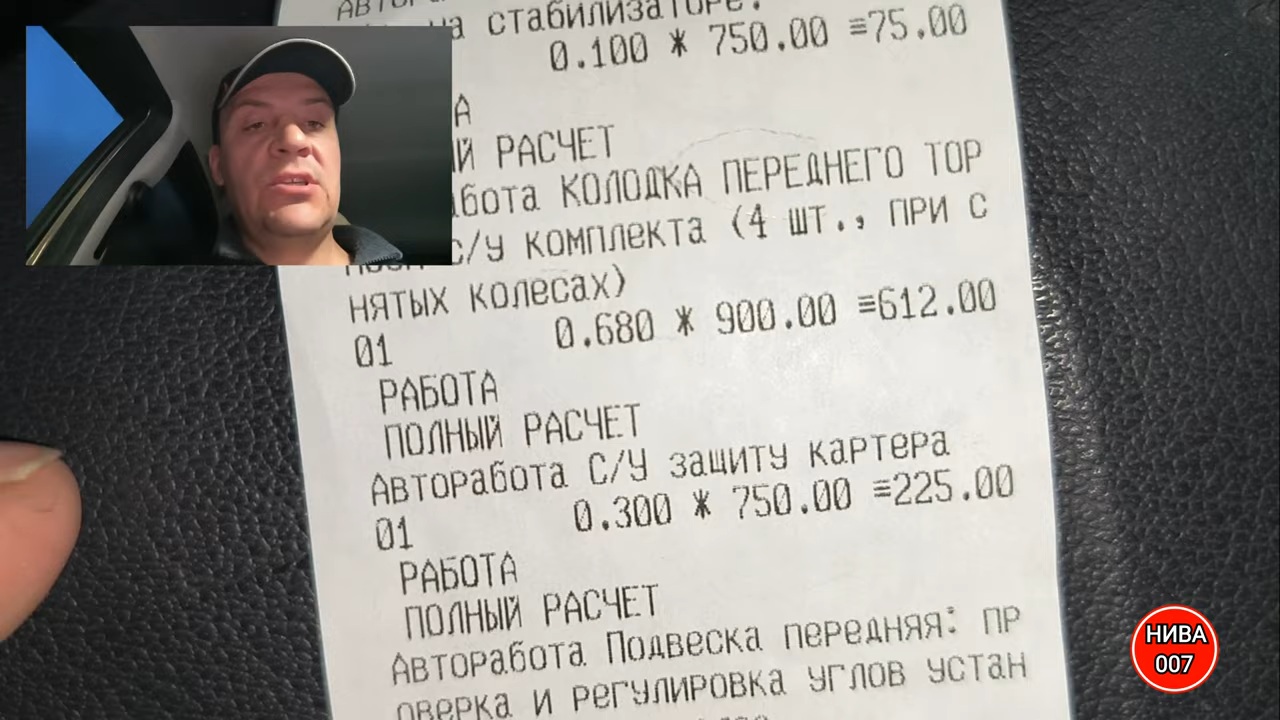 на стабилизаторе.
0.100 * 750.00 ≡75.00
РАСЧЕТ
КОЛОДКА ПЕРЕДНЕГО ТОР
С/У комплекта (4 шт., ПРИ С
НЯТЫХ колесах)
01 0.680 * 900.00 ≡612.00
РАБОТА
ПОЛНЫЙ РАСЧЕТ
Авторабота С/У защиту картера
01 0.300 * 750.00 ≡225.00
РАБОТА
ПОЛНЫЙ РАСЧЕТ
Авторабота Подвеска передняя: ПР
ОВЕРКА И РЕГУЛИРОВКА УГЛОВ УСТАН
НИВА
007